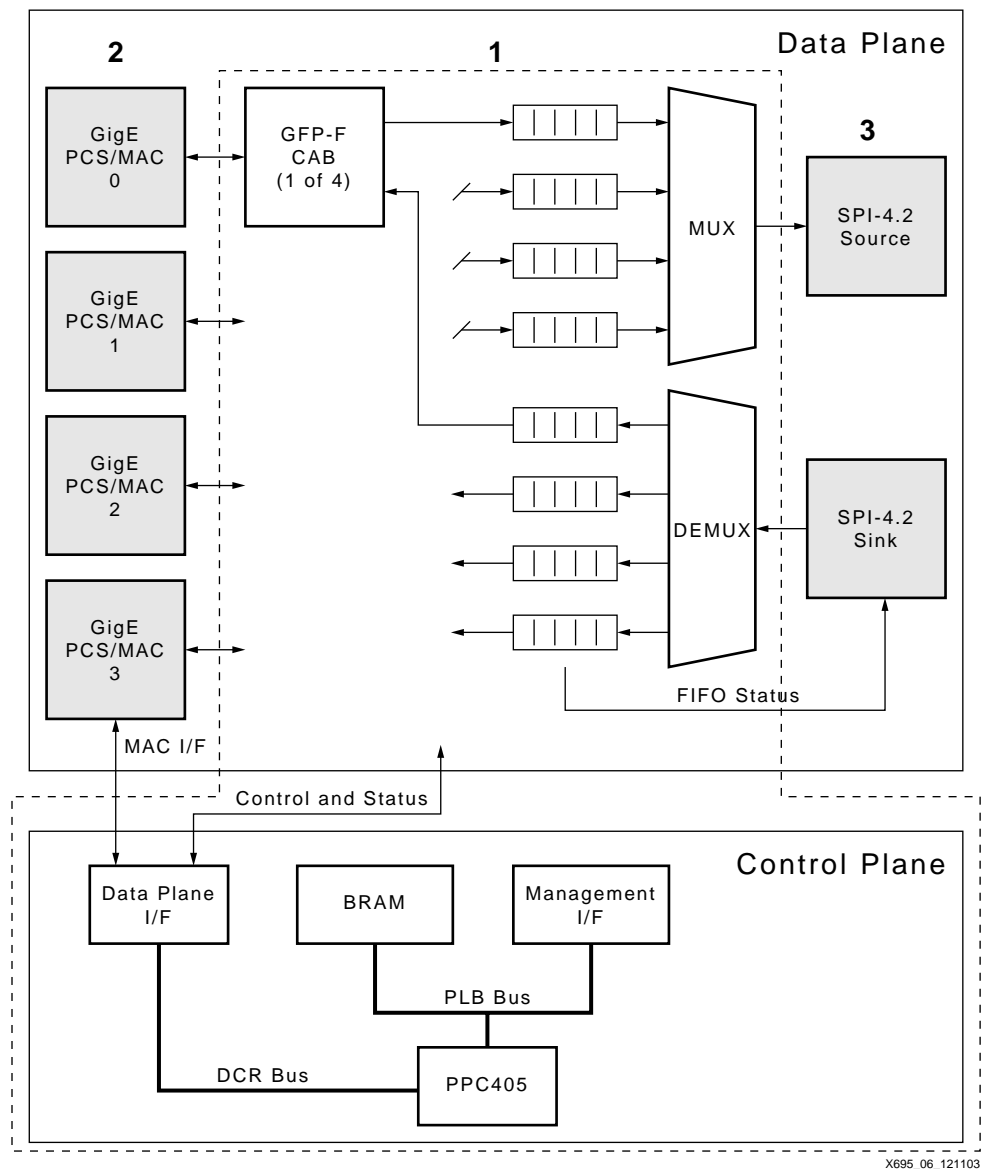 Data Plane
2
1
3
GigE
PCS/MAC
0
GFP-F
CAB
(1 of 4)
MUX
SPI-4.2
Source
GigE
PCS/MAC
1
GigE
PCS/MAC
2
DEMUX
SPI-4.2
Sink
GigE
PCS/MAC
3
FIFO Status
MAC I/F
Control and Status
Control Plane
Data Plane
I/F
BRAM
Management
I/F
PLB Bus
DCR Bus
PPC405
X695_06_121103